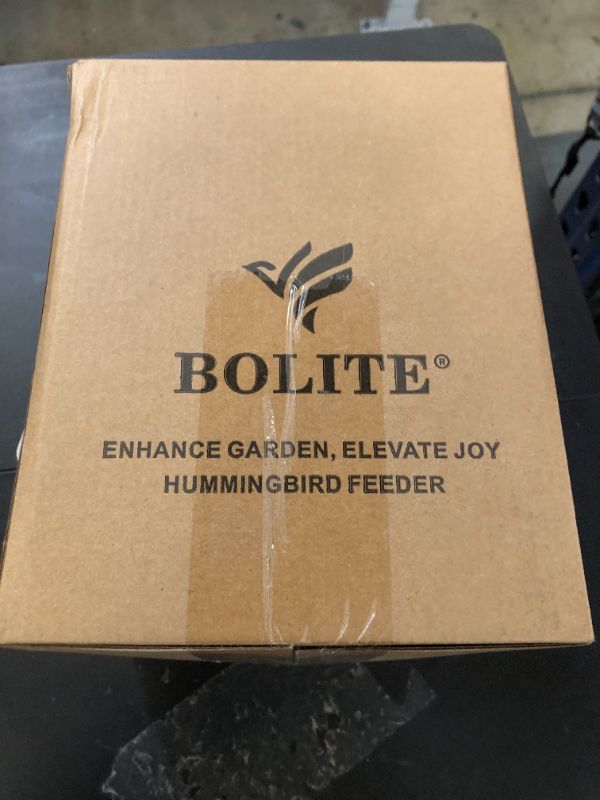 BOLITE®
ENHANCE GARDEN, ELEVATE JOY
HUMMINGBIRD FEEDER